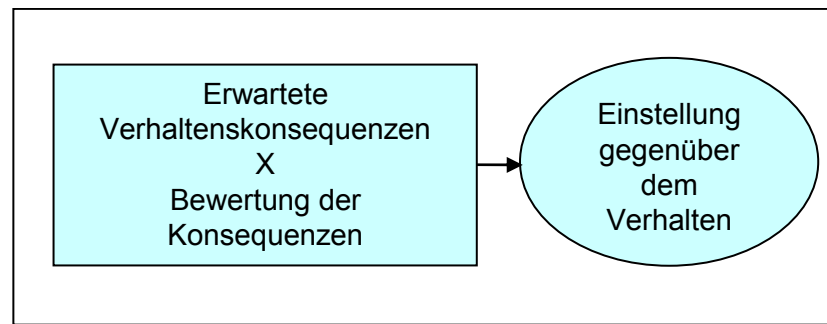 Erwartete
Verhaltenskonsequenzen
X
Bewertung der
Konsequenzen
Einstellung
gegenüber
dem
Verhalten